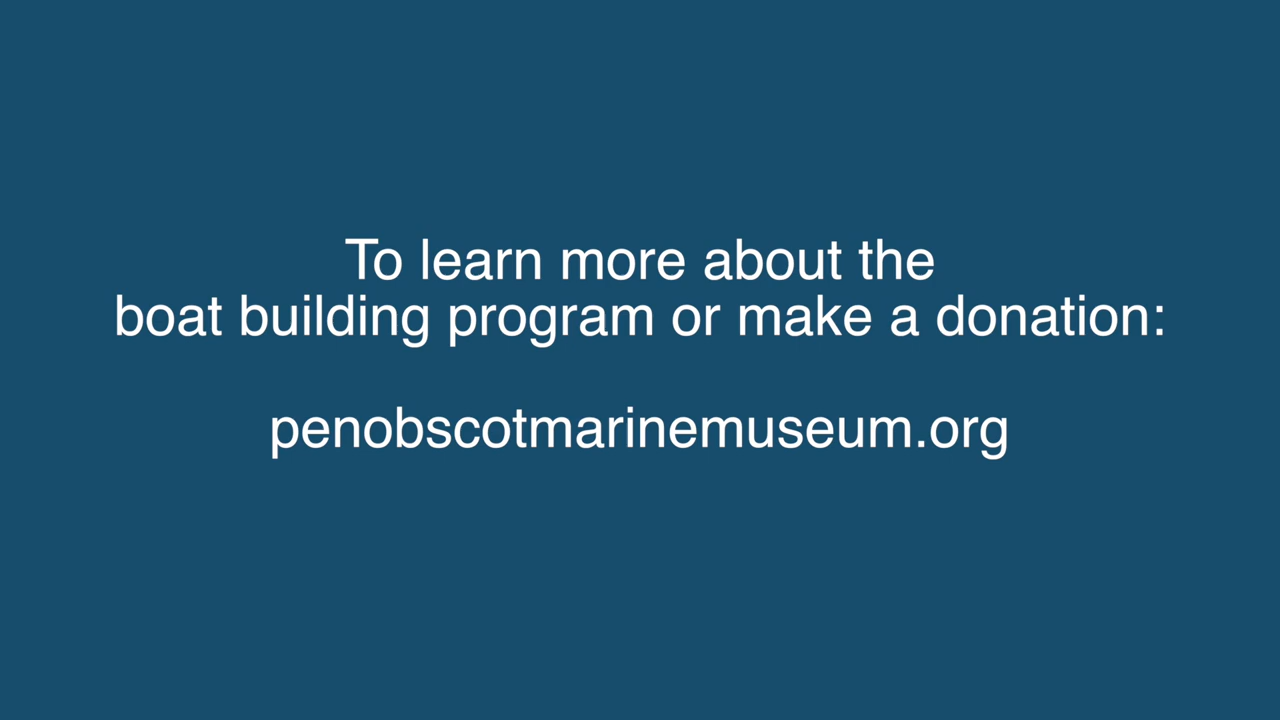 To learn more about the
boat building program or make a donation:
penobscotmarinemuseum.org